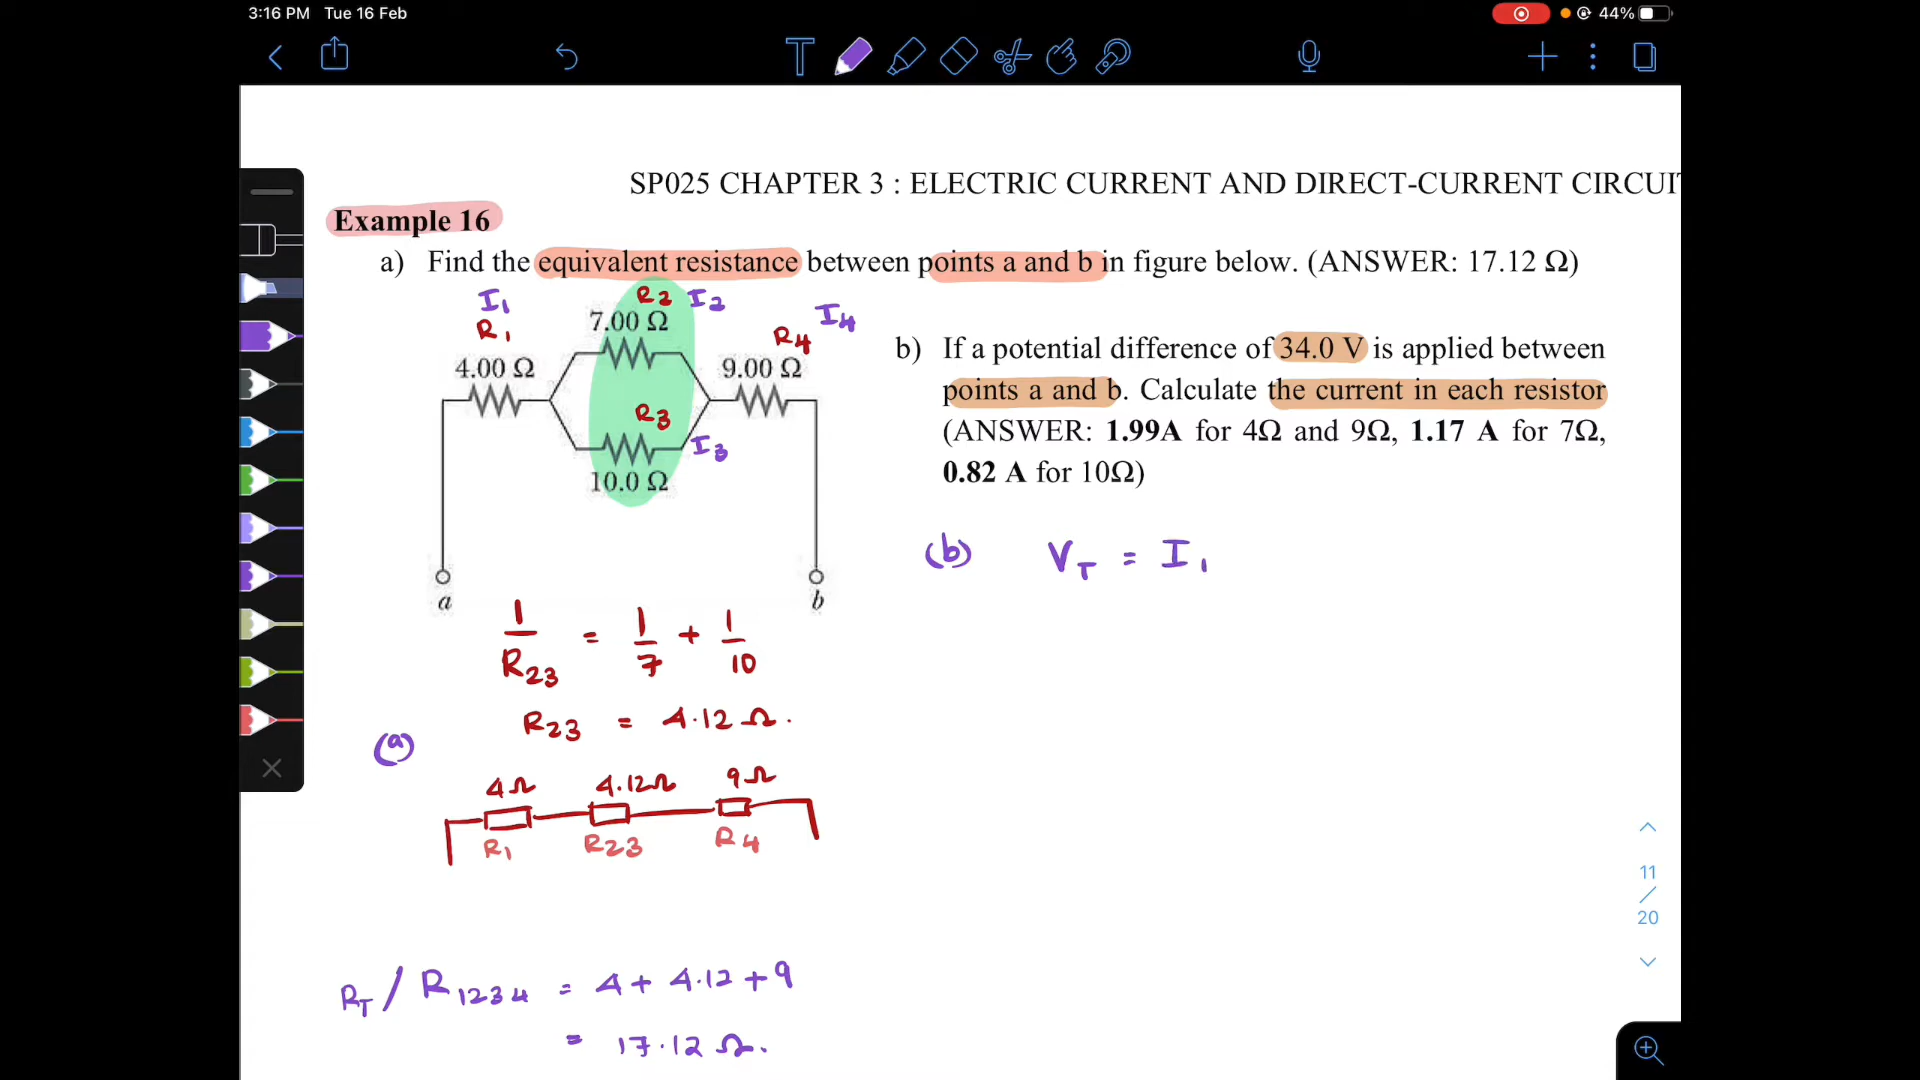 3:16 PM Tue 16 Feb
44%
SP025 CHAPTER 3 : ELECTRIC CURRENT AND DIRECT-CURRENT CIRCUIT
Example 16
a) Find the equivalent resistance between points a and b in figure below. (ANSWER: 17.12 Ω)
I1 R2 I2 I4
R1 7.00 Ω R4
4.00 Ω 9.00 Ω
R3
I3
10.0 Ω
a b
b) If a potential difference of 34.0 V is applied between
points a and b. Calculate the current in each resistor
(ANSWER: 1.99A for 4Ω and 9Ω, 1.17 A for 7Ω,
0.82 A for 10Ω)
(b) VT = I1
1/R23 = 1/7 + 1/10
R23 = 4.12 Ω.
(a)
4Ω 4.12Ω 9Ω
R1 R23 R4
RT / R1234 = 4 + 4.12 + 9
= 17.12 Ω.
11
/
20